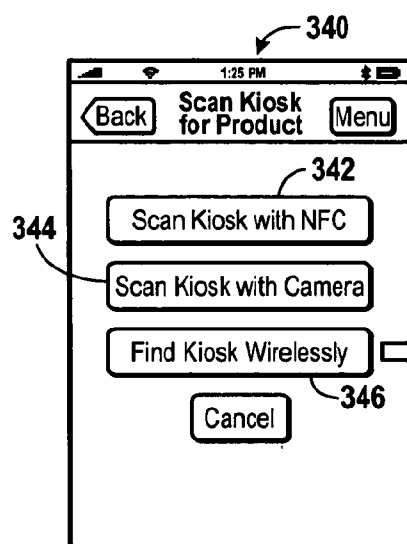 340
1:25 PM
Back
Scan Kiosk
for Product
Menu
342
Scan Kiosk with NFC
344
Scan Kiosk with Camera
Find Kiosk Wirelessly
346
Cancel